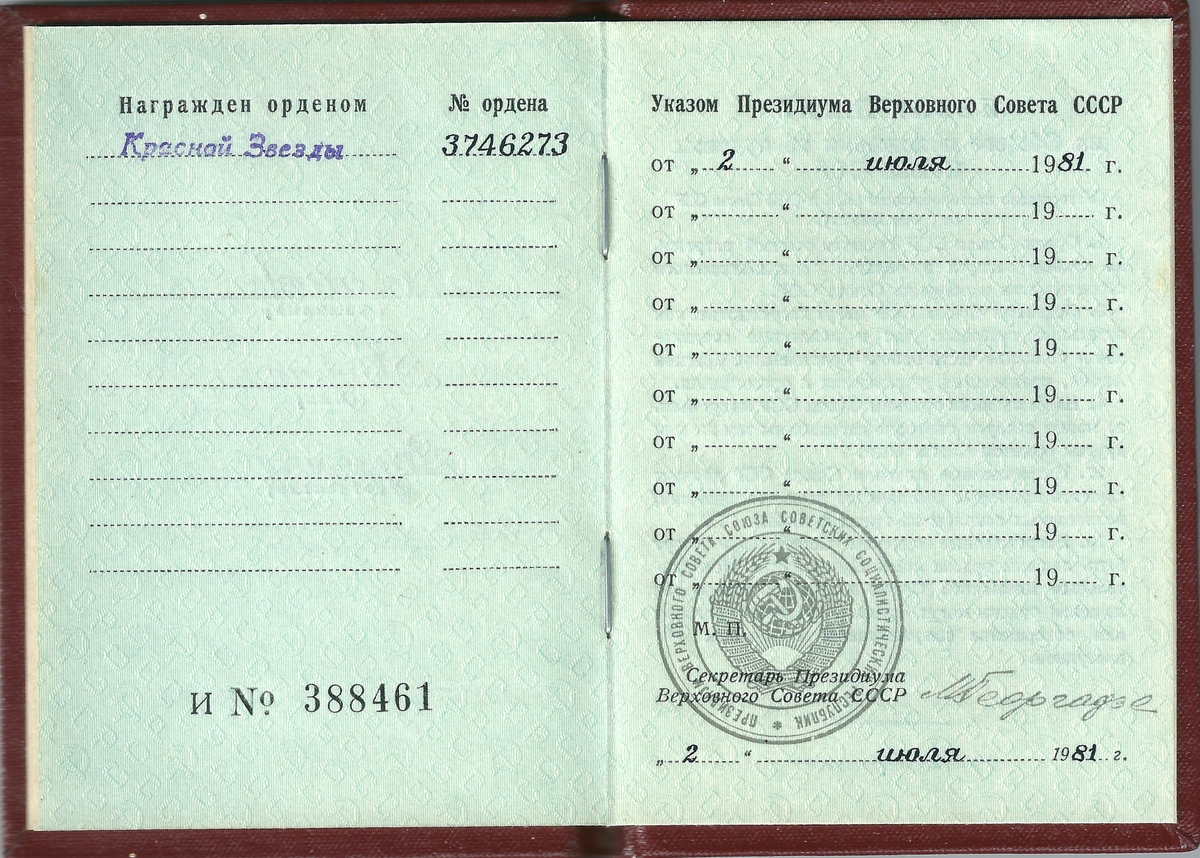 Награжден орденом
№ ордена
Красной Звезды
3746273
И № 388461
Указом Президиума Верховного Совета СССР
от „ 2 “ июля 1981 г.
от „ “ 19 г.
от „ “ 19 г.
от „ “ 19 г.
от „ “ 19 г.
от „ “ 19 г.
от „ “ 19 г.
от „ “ 19 г.
от „ “ 19 г.
от „ “ 19 г.
ПРЕЗИДИУМ ВЕРХОВНОГО СОВЕТА СОЮЗА СОВЕТСКИХ СОЦИАЛИСТИЧЕСКИХ РЕСПУБЛИК
М. П.
Секретарь Президиума
Верховного Совета СССР
МГеоргадзе
„ 2 “ июля 1981 г.